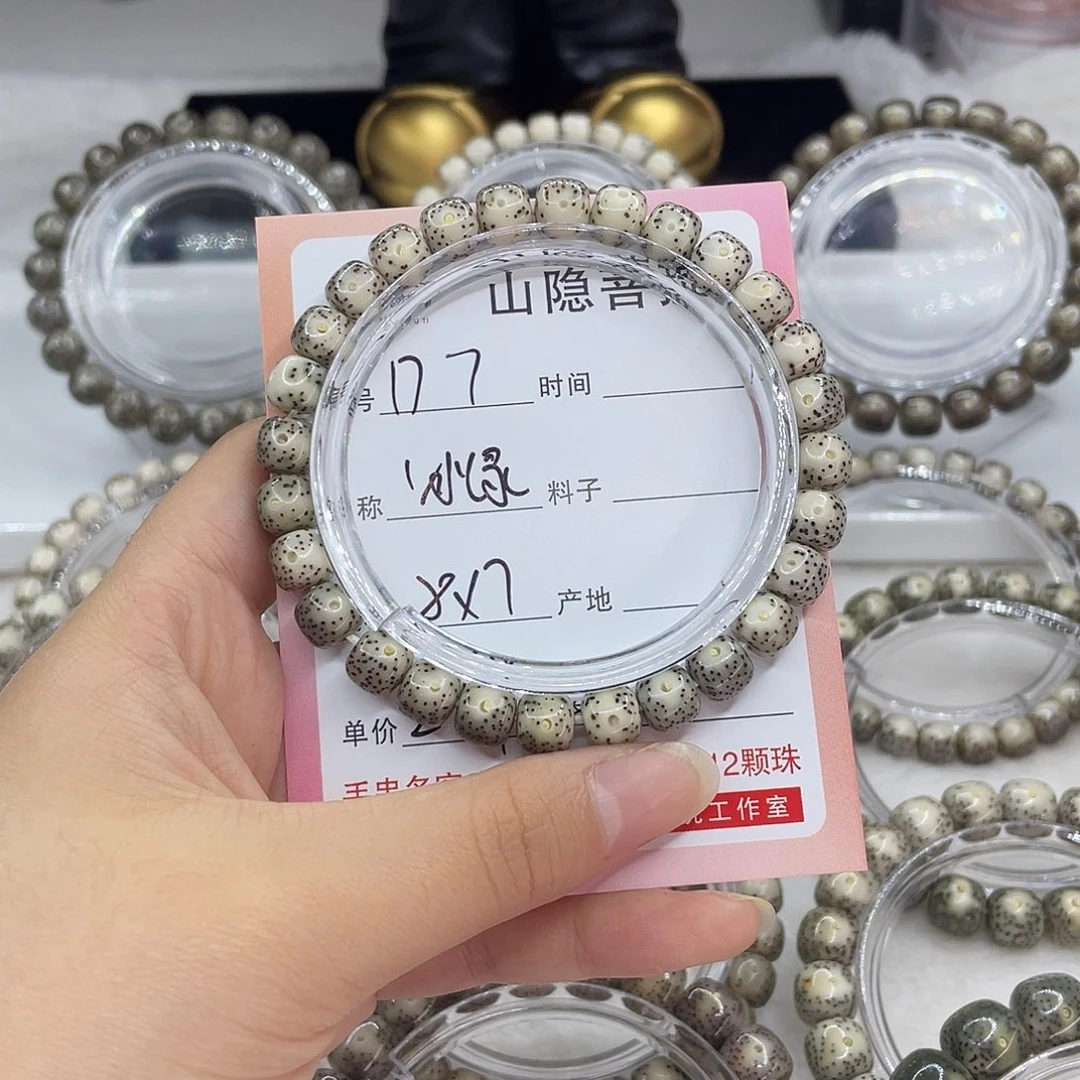 山隐菩
号 D7 时间
称 冰绿 料子
8x7 产地
单价
12颗珠
工作室